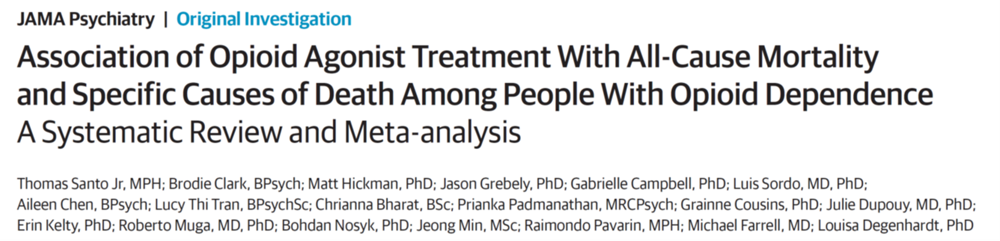 JAMA Psychiatry | Original Investigation
Association of Opioid Agonist Treatment With All-Cause Mortality
and Specific Causes of Death Among People With Opioid Dependence
A Systematic Review and Meta-analysis
Thomas Santo Jr, MPH; Brodie Clark, BPsych; Matt Hickman, PhD; Jason Grebely, PhD; Gabrielle Campbell, PhD; Luis Sordo, MD, PhD;
Aileen Chen, BPsych; Lucy Thi Tran, BPsychSc; Chrianna Bharat, BSc; Prianka Padmanathan, MRCPsych; Grainne Cousins, PhD; Julie Dupouy, MD, PhD;
Erin Kelty, PhD; Roberto Muga, MD, PhD; Bohdan Nosyk, PhD; Jeong Min, MSc; Raimondo Pavarin, MPH; Michael Farrell, MD; Louisa Degenhardt, PhD